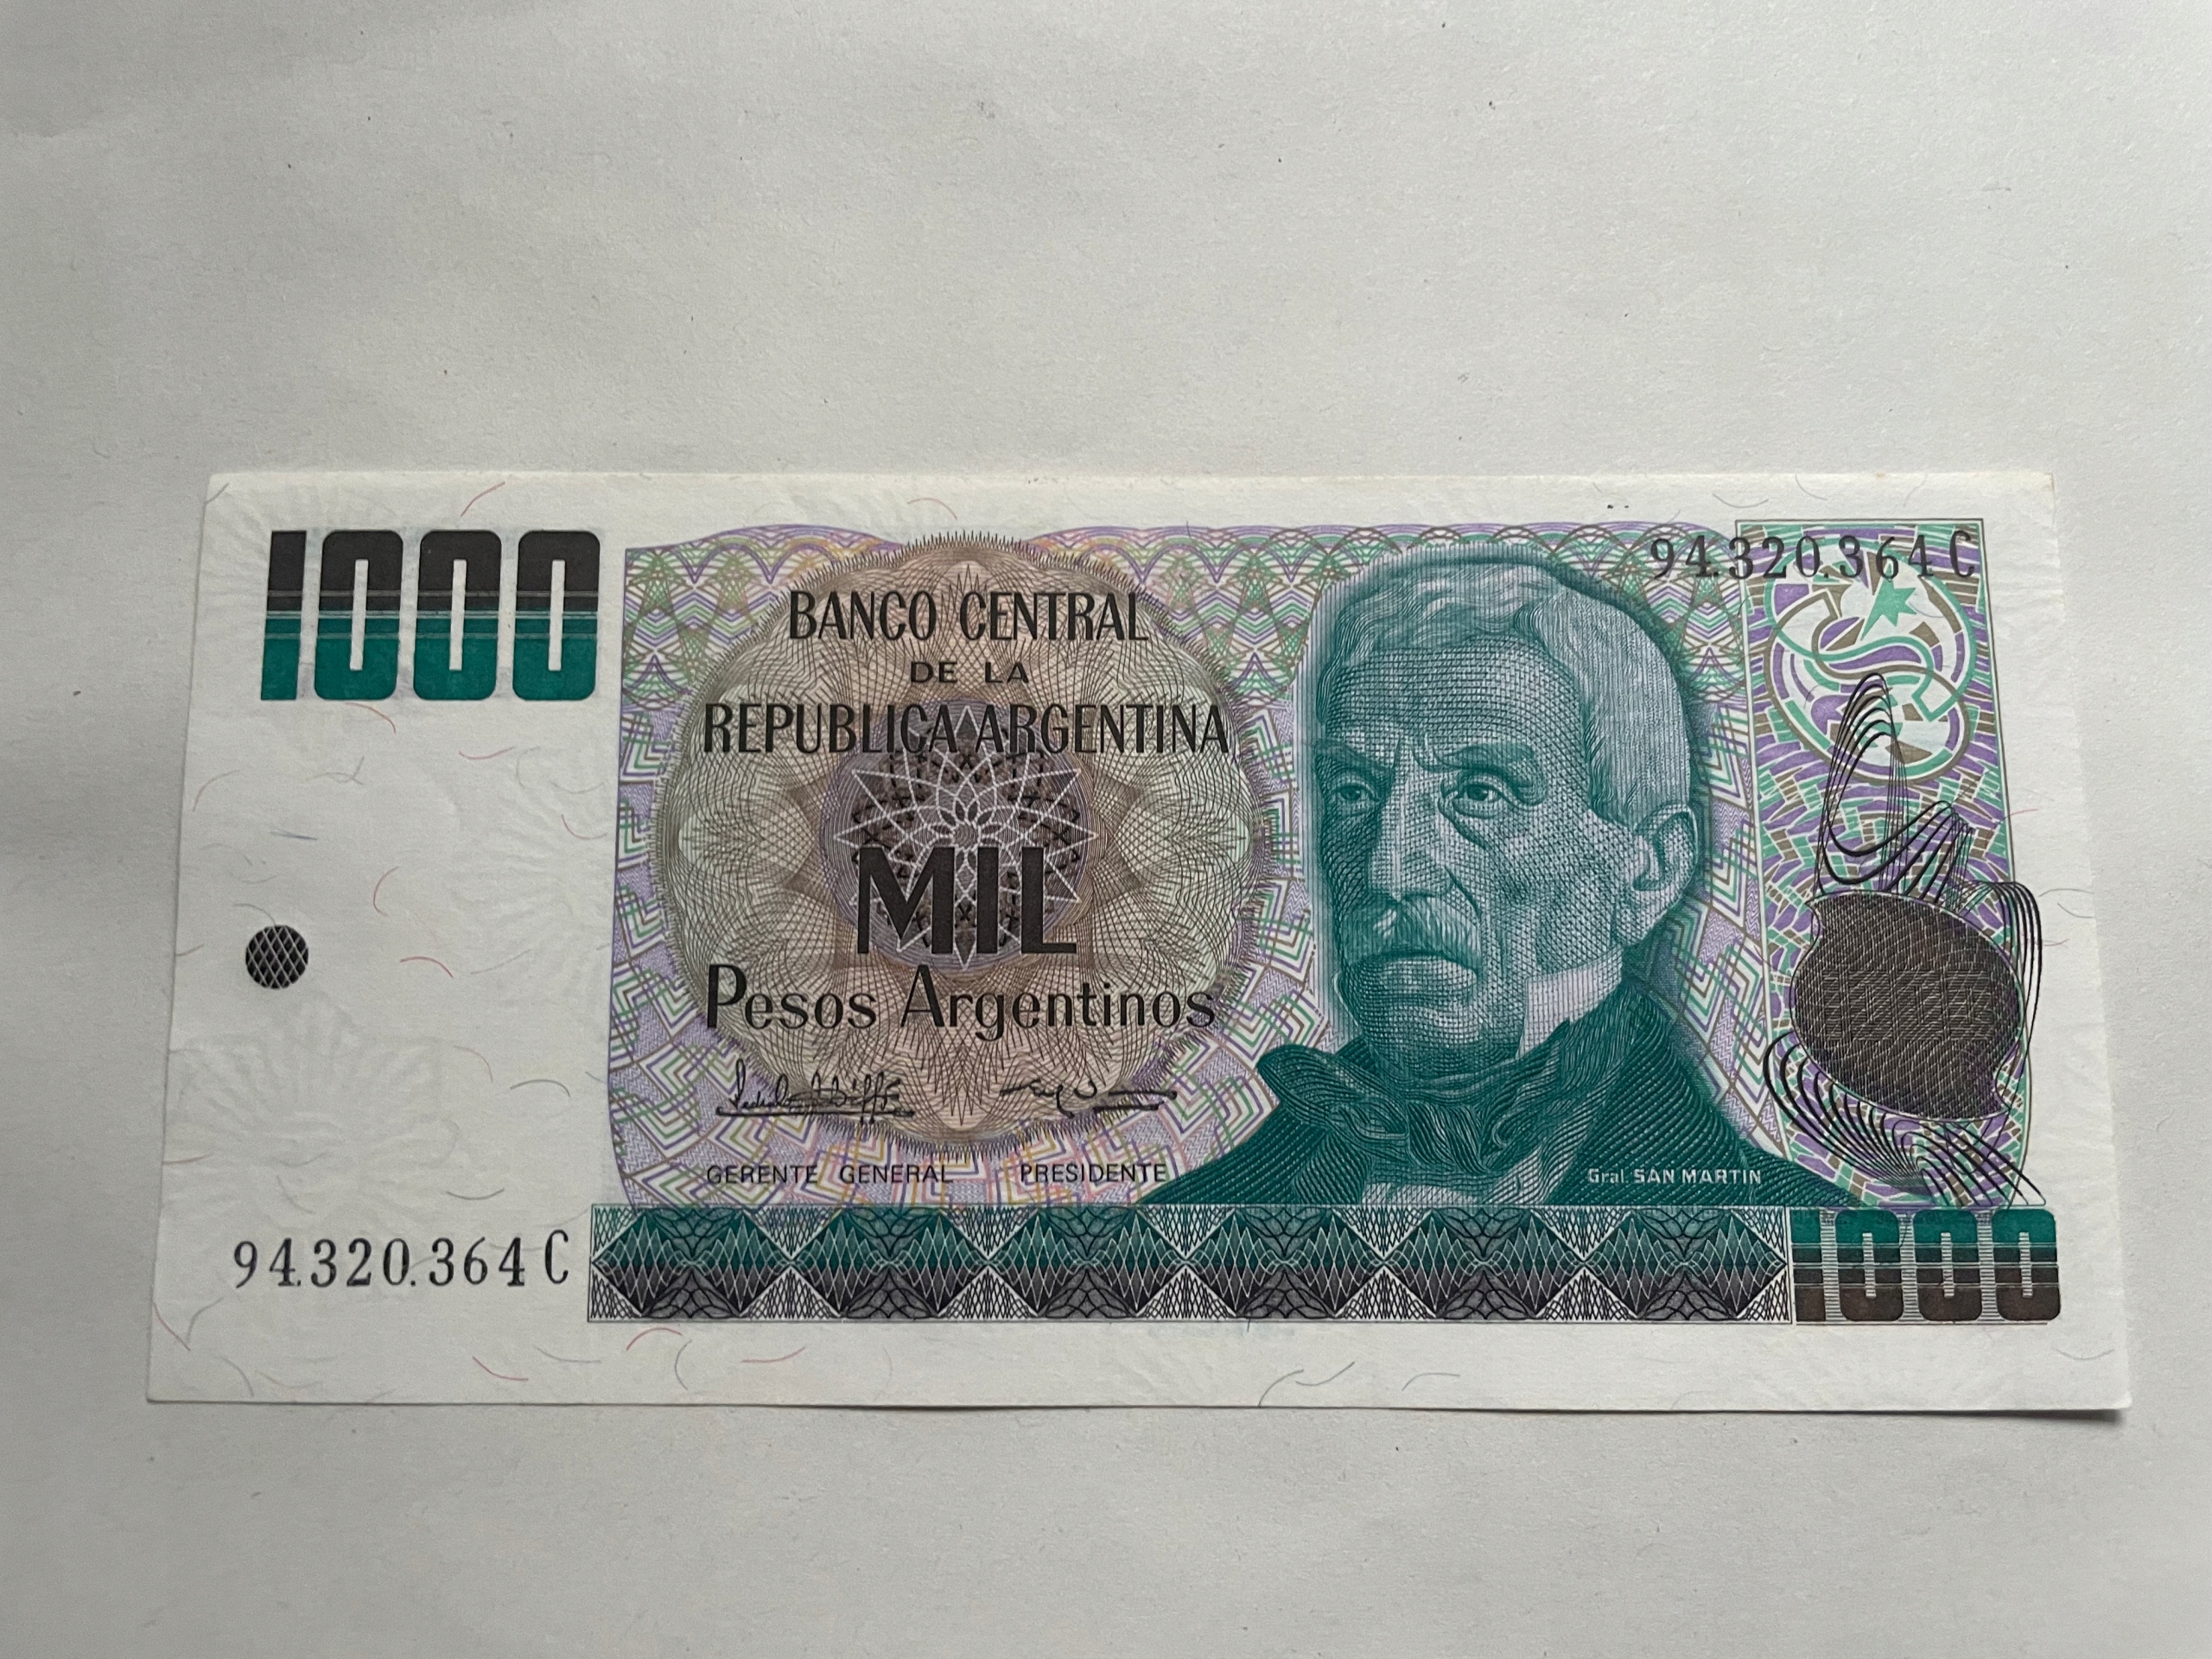 1000
94.320.364 C
BANCO CENTRAL
DE LA
REPUBLICA ARGENTINA
MIL
Pesos Argentinos
GERENTE GENERAL PRESIDENTE
Gral. SAN MARTIN
94.320.364 C
1000